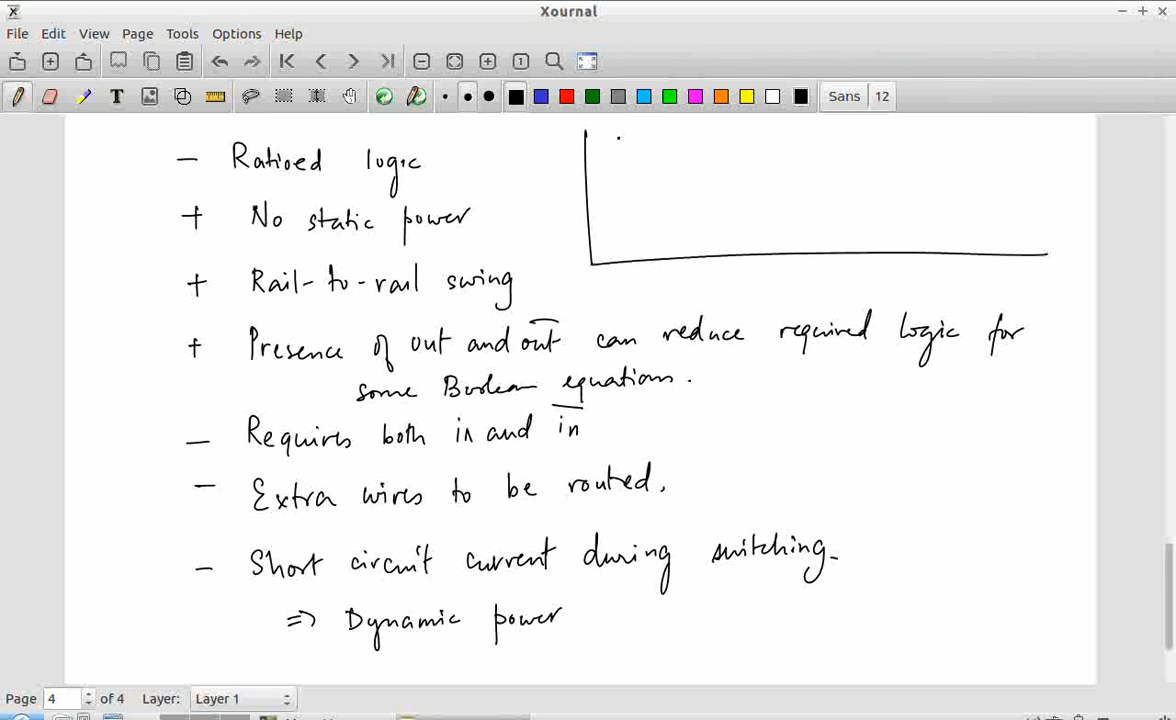 Xournal
File Edit View Page Tools Options Help
Sans 12
- Ratioed logic
+ No static power
+ Rail-to-rail swing
+ Presence of out and o̅u̅t̅ can reduce required logic for
some Boolean equations.
- Requires both in and i̅n̅
- Extra wires to be routed.
- Short circuit current during switching.
=> Dynamic power
Page 4 of 4 Layer: Layer 1